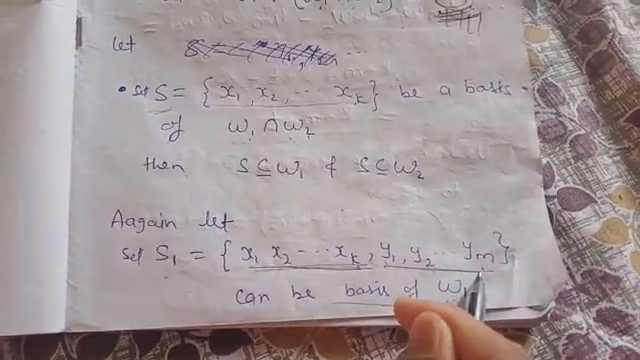 let ...
• set S = { x₁, x₂, ... xₖ} be a basis
of W₁ ∩ W₂
then S ⊆ W₁ & S ⊆ W₂
Aagain let
set S₁ = { x₁ x₂ ... xₖ, y₁, y₂ ... yₘ}
can be basis of W